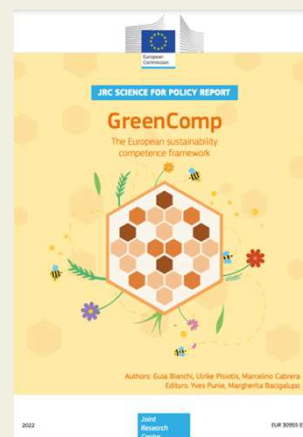 European
Commission
JRC SCIENCE FOR POLICY REPORT
GreenComp
The European sustainability
competence framework
Authors: Guia Bianchi, Ulrike Pisiotis, Marcelino Cabrera
Editors: Yves Punie, Margherita Bacigalupo
2022
Joint
Research
EUR 30955 E